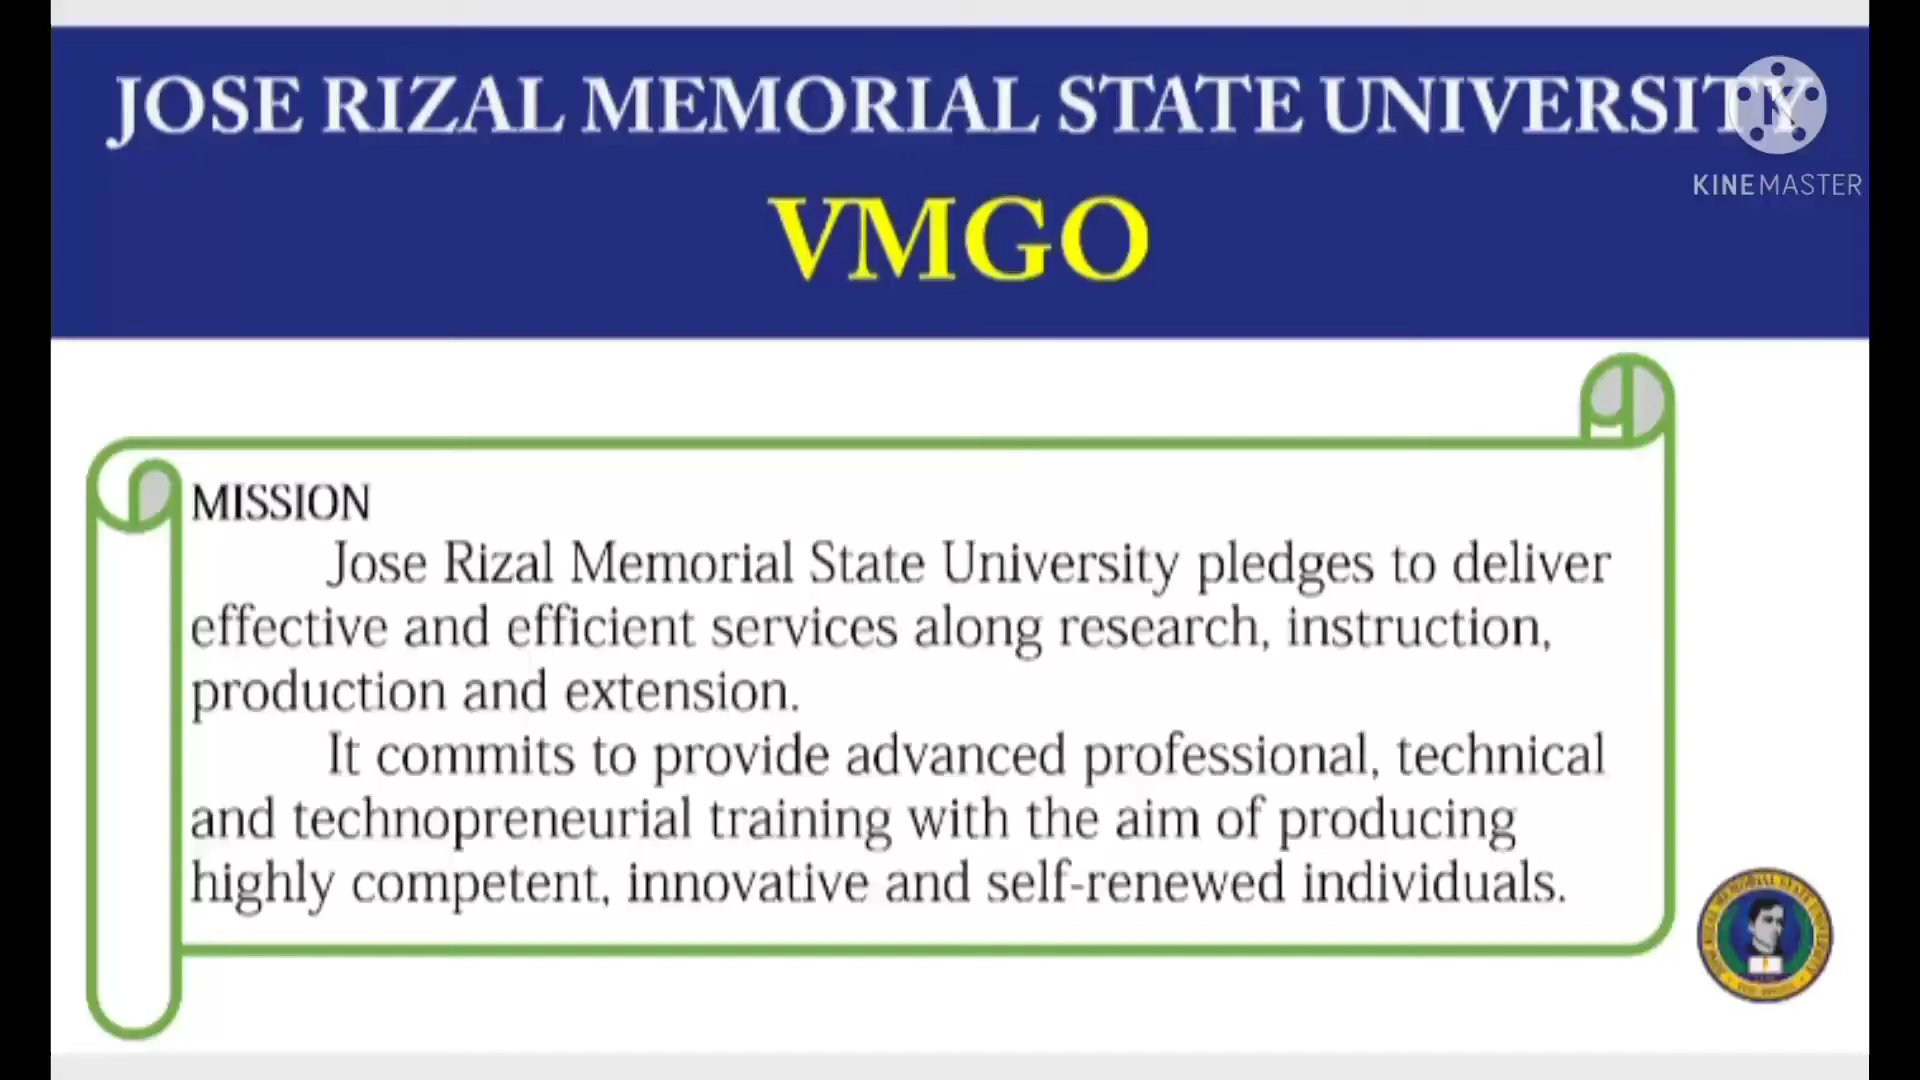 JOSE RIZAL MEMORIAL STATE UNIVERSITY
KINEMASTER
VMGO
MISSION
Jose Rizal Memorial State University pledges to deliver
effective and efficient services along research, instruction,
production and extension.
It commits to provide advanced professional, technical
and technopreneurial training with the aim of producing
highly competent, innovative and self-renewed individuals.